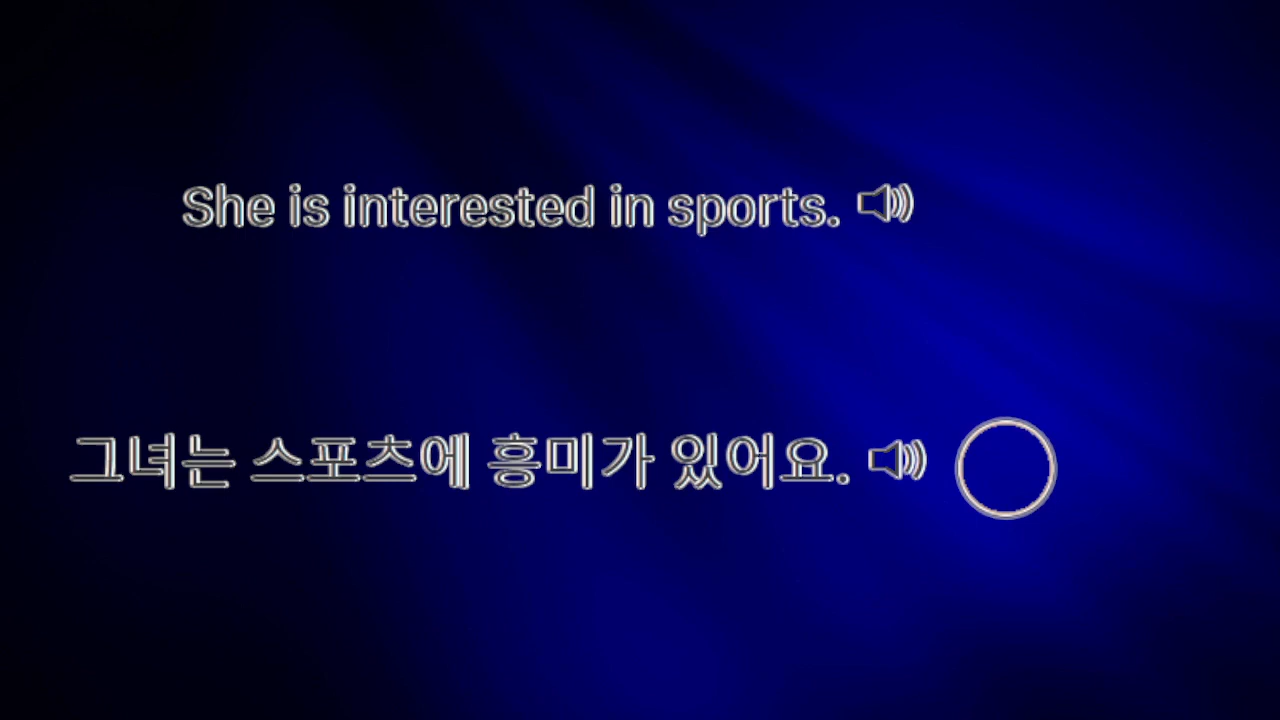 She is interested in sports.
그녀는 스포츠에 흥미가 있어요.